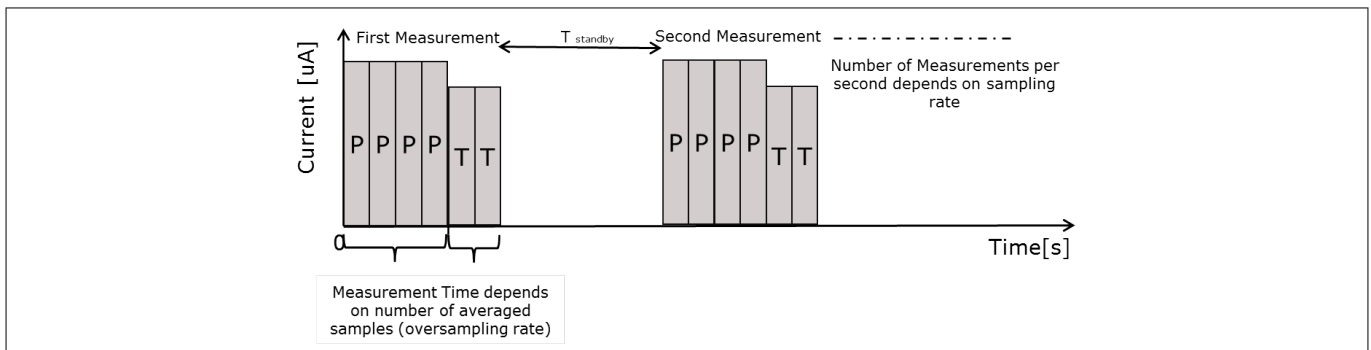 First Measurement
T standby
Second Measurement
Number of Measurements per
second depends on sampling
rate
Current [uA]
P P P P T T
P P P P T T
0
Time[s]
Measurement Time depends
on number of averaged
samples (oversampling rate)